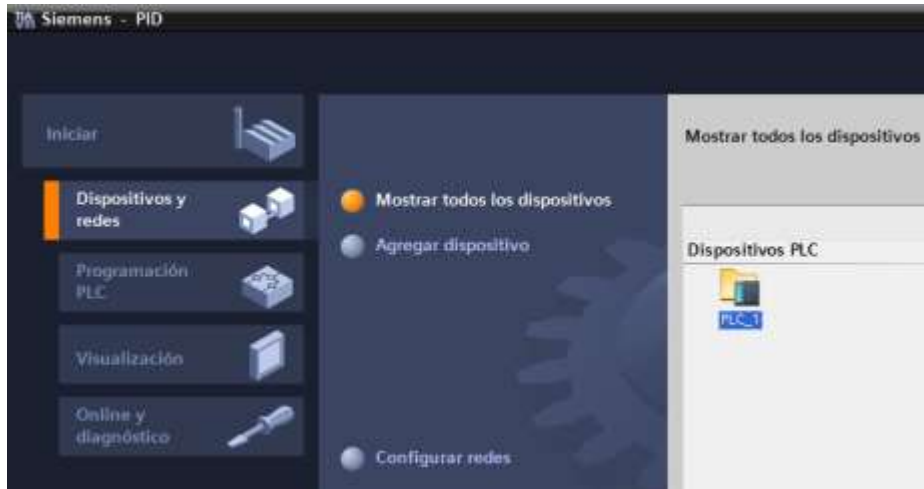 Siemens - PID
Iniciar
Dispositivos y
redes
Programación
PLC
Visualización
Online y
diagnóstico
Mostrar todos los dispositivos
Agregar dispositivo
Configurar redes
Mostrar todos los dispositivos
Dispositivos PLC
PLC_1